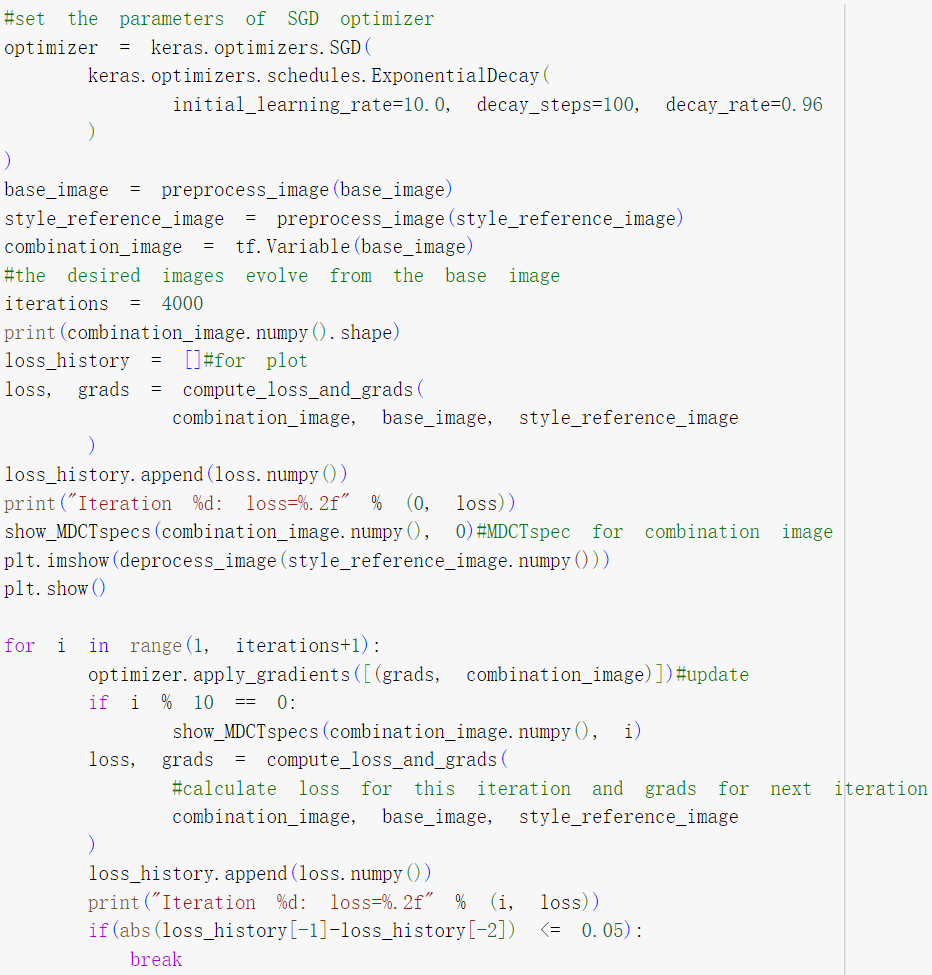 #set the parameters of SGD optimizer
optimizer = keras.optimizers.SGD(
        keras.optimizers.schedules.ExponentialDecay(
                initial_learning_rate=10.0, decay_steps=100, decay_rate=0.96
        )
)
base_image = preprocess_image(base_image)
style_reference_image = preprocess_image(style_reference_image)
combination_image = tf.Variable(base_image)
#the desired images evolve from the base image
iterations = 4000
print(combination_image.numpy().shape)
loss_history = []#for plot
loss, grads = compute_loss_and_grads(
                combination_image, base_image, style_reference_image
        )
loss_history.append(loss.numpy())
print("Iteration %d: loss=%.2f" % (0, loss))
show_MDCTspecs(combination_image.numpy(), 0)#MDCTspec for combination image
plt.imshow(deprocess_image(style_reference_image.numpy()))
plt.show()

for i in range(1, iterations+1):
        optimizer.apply_gradients([(grads, combination_image)])#update
        if i % 10 == 0:
                show_MDCTspecs(combination_image.numpy(), i)
        loss, grads = compute_loss_and_grads(
                #calculate loss for this iteration and grads for next iteration
                combination_image, base_image, style_reference_image
        )
        loss_history.append(loss.numpy())
        print("Iteration %d: loss=%.2f" % (i, loss))
        if(abs(loss_history[-1]-loss_history[-2]) <= 0.05):
            break